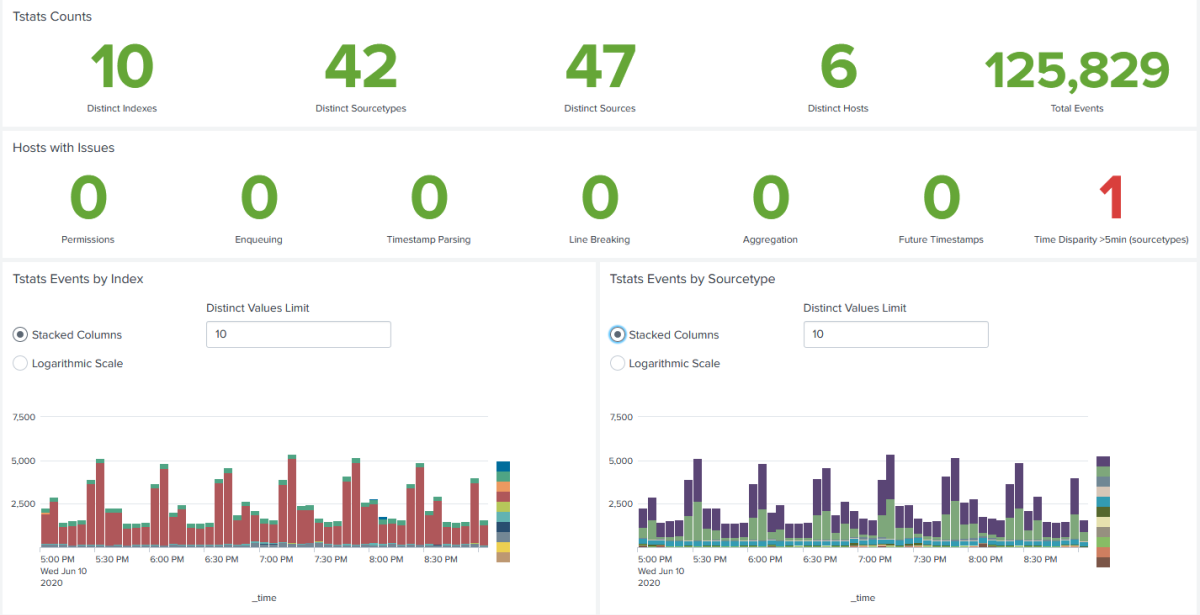 Tstats Counts
10 42 47 6 125,829
Distinct Indexes Distinct Sourcetypes Distinct Sources Distinct Hosts Total Events
Hosts with Issues
0 0 0 0 0 0 1
Permissions Enqueuing Timestamp Parsing Line Breaking Aggregation Future Timestamps Time Disparity >5min (sourcetypes)
Tstats Events by Index
Distinct Values Limit
Stacked Columns
10
Logarithmic Scale
7,500
5,000
2,500
5:00 PM 5:30 PM 6:00 PM 6:30 PM 7:00 PM 7:30 PM 8:00 PM 8:30 PM
Wed Jun 10
2020
_time
Tstats Events by Sourcetype
Distinct Values Limit
Stacked Columns
10
Logarithmic Scale
7,500
5,000
2,500
5:00 PM 5:30 PM 6:00 PM 6:30 PM 7:00 PM 7:30 PM 8:00 PM 8:30 PM
Wed Jun 10
2020
_time